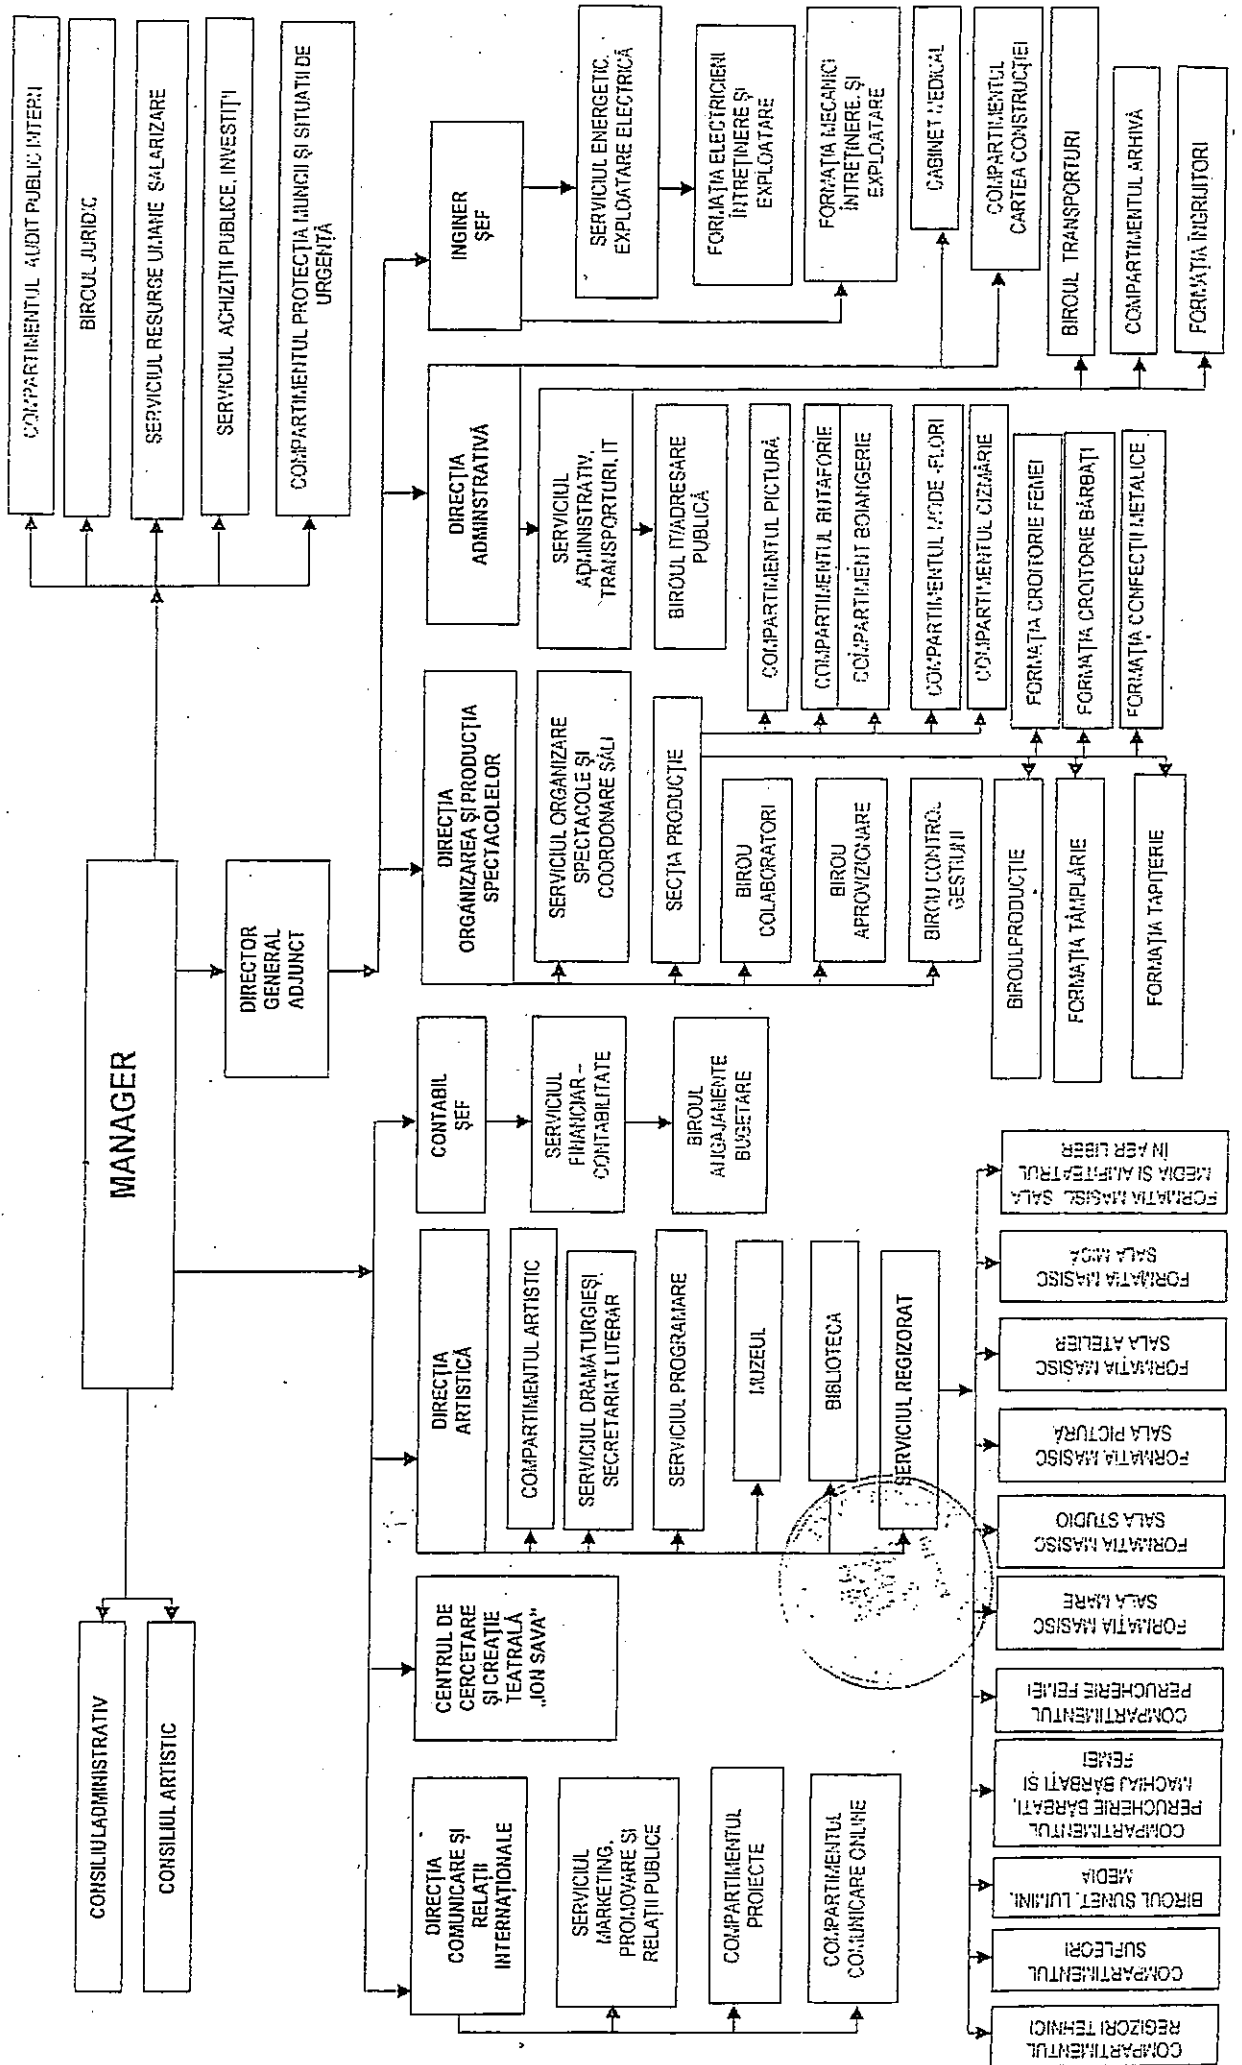 MANAGER
CONSILIUL ADMINISTRATIV
CONSILIUL ARTISTIC
COMPARTIMENTUL AUDIT PUBLIC INTERN
BIROUL JURIDIC
SERVICIUL RESURSE UMANE SALARIZARE
SERVICIUL ACHIZIȚII PUBLICE, INVESTIȚII
COMPARTIMENTUL PROTECȚIA MUNCII ȘI SITUAȚII DE
URGENȚĂ
DIRECTOR
GENERAL
ADJUNCT
DIRECȚIA
COMUNICARE ȘI
RELAȚII
INTERNAȚIONALE
SERVICIUL
MARKETING,
PROMOVARE ȘI
RELAȚII PUBLICE
COMPARTIMENTUL
PROIECTE
COMPARTIMENTUL
COMUNICARE ONLINE
CENTRUL DE
CERCETARE
ȘI CREAȚIE
TEATRALĂ
„ION SAVA”
DIRECȚIA
ARTISTICĂ
COMPARTIMENTUL ARTISTIC
SERVICIUL DRAMATURGIE ȘI
SECRETARIAT LITERAR
SERVICIUL PROGRAMARE
MUZEUL
BIBLIOTECA
SERVICIUL REGIZORAT
CONTABIL
ȘEF
SERVICIUL
FINANCIAR –
CONTABILITATE
BIROUL
ANGAJAMENTE
BUGETARE
DIRECȚIA
ORGANIZAREA ȘI PRODUCȚIA
SPECTACOLELOR
SERVICIUL ORGANIZARE
SPECTACOLE ȘI
COORDONARE SĂLI
SECȚIA PRODUCȚIE
BIROU
COLABORATORI
BIROU
APROVIZIONARE
BIROU CONTROL
GESTIUNI
BIROUL PRODUCȚIE
FORMAȚIA TÂMPLĂRIE
FORMAȚIA TAPIȚERIE
COMPARTIMENTUL PICTURĂ
COMPARTIMENTUL BUTAFORIE
COMPARTIMENT BOIANGERIE
COMPARTIMENTUL MODE-FLORI
COMPARTIMENTUL CIZMĂRIE
FORMAȚIA CROITORIE FEMEI
FORMAȚIA CROITORIE BĂRBAȚI
FORMAȚIA CONFECȚII METALICE
DIRECȚIA
ADMINSTRATIVĂ
SERVICIUL
ADMINISTRATIV,
TRANSPORTURI, IT
BIROUL IT/ADRESARE
PUBLICĂ
INGINER
ȘEF
SERVICIUL ENERGETIC,
EXPLOATARE ELECTRICĂ
FORMAȚIA ELECTRICIENI
ÎNTREȚINERE ȘI
EXPLOATARE
FORMAȚIA MECANICI
ÎNTREȚINERE ȘI
EXPLOATARE
CABINET MEDICAL
COMPARTIMENTUL
CARTEA CONSTRUCȚIEI
BIROUL TRANSPORTURI
COMPARTIMENTUL ARHIVĂ
FORMAȚIA ÎNGRIJITORI
COMPARTIMENTUL
REGIZORI TEHNICI
COMPARTIMENTUL
SUFLEORI
BIROUL SUNET, LUMINI,
MEDIA
COMPARTIMENTUL
PERUCHERIE BĂRBAȚI,
MACHIAJ BĂRBAȚI ȘI
FEMEI
COMPARTIMENTUL
PERUCHERIE FEMEI
FORMAȚIA MASISC
SALA MARE
FORMAȚIA MASISC
SALA STUDIO
FORMAȚIA MASISC
SALA PICTURĂ
FORMAȚIA MASISC
SALA ATELIER
FORMAȚIA MASISC
SALA MICĂ
FORMAȚIA MASISC SALA
MEDIA ȘI AMFITEATRUL
ÎN AER LIBER